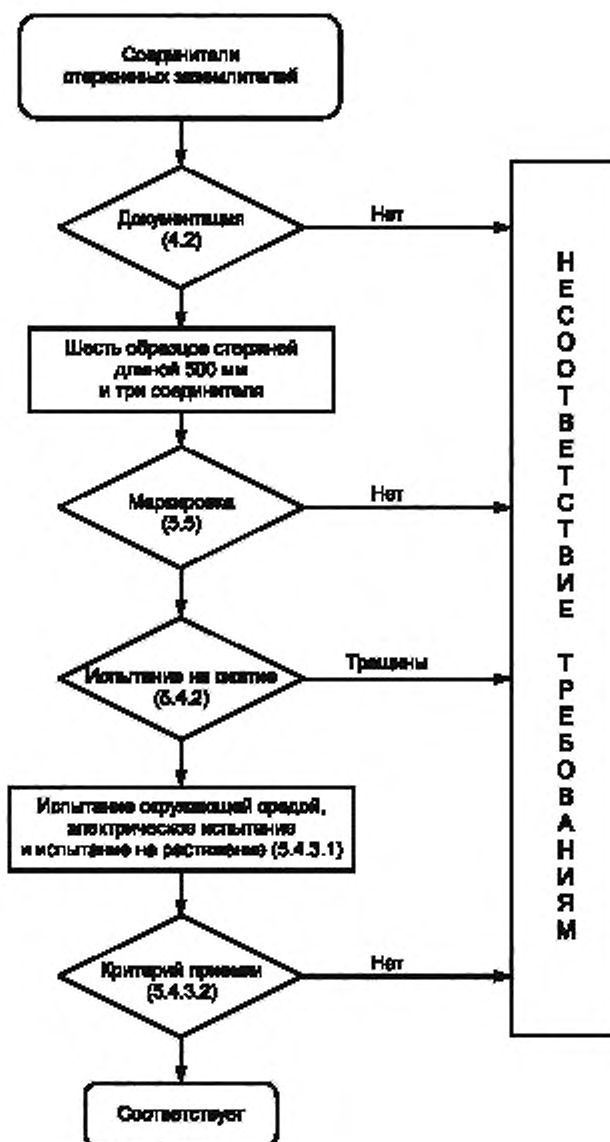 Соединители
стержневых заземлителей
Документация
(4.2)
Нет
Шесть образцов стержней
длиной 500 мм
и три соединителя
Маркировка
(5.5)
Нет
Испытание на сжатие
(5.4.2)
Трещины
Испытание окружающей средой,
электрическое испытание
и испытание на растяжение (5.4.3.1)
Критерий приемки
(5.4.3.2)
Нет
Соответствует
НЕСООТВЕТСТВИЕ ТРЕБОВАНИЯМ